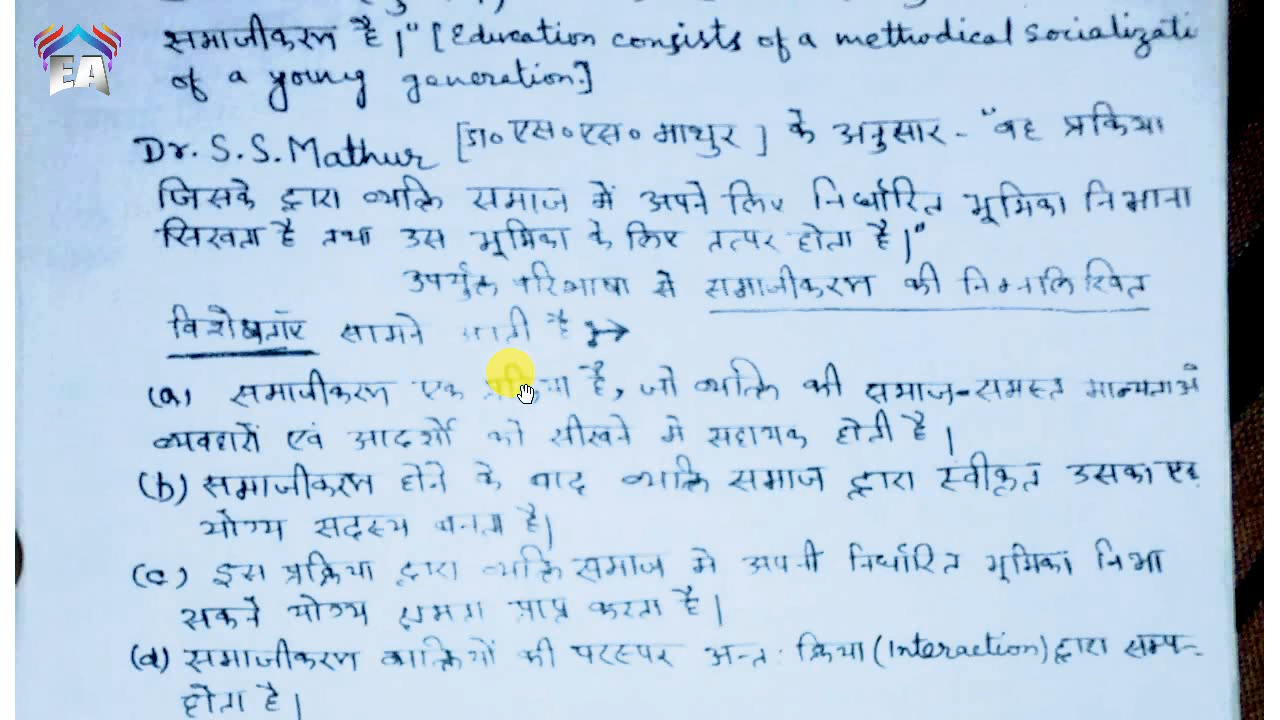 EA
समाजीकरण है।" [Education consists of a methodical socializati
of a young generation.]
Dr. S. S. Mathur [डा० एस० एस० माथुर] के अनुसार - "वह प्रक्रिया
जिसके द्वारा व्यक्ति समाज में अपने लिए निर्धारित भूमिका निभाना
सिखता है तथा उस भूमिका के लिए तत्पर होता है।"
उपर्युक्त परिभाषा से समाजीकरण की निम्नलिखित
विशेषताएँ सामने आती है →
(a) समाजीकरण एक प्रक्रिया है, जो व्यक्ति की समाज-समस्त मान्यताओं
व्यवहारों एवं आदर्शों को सीखने मे सहायक होती है।
(b) समाजीकरण होने के बाद व्यक्ति समाज द्वारा स्वीकृत उसका एक
योग्य सदस्य बनता है।
(c) इस प्रक्रिया द्वारा व्यक्ति समाज मे अपनी निर्धारित भूमिका निभा
सकने योग्य क्षमता प्राप्त करता है।
(d) समाजीकरण व्यक्तियों की परस्पर अन्त: क्रिया (Interaction) द्वारा सम्पन्
होता है।